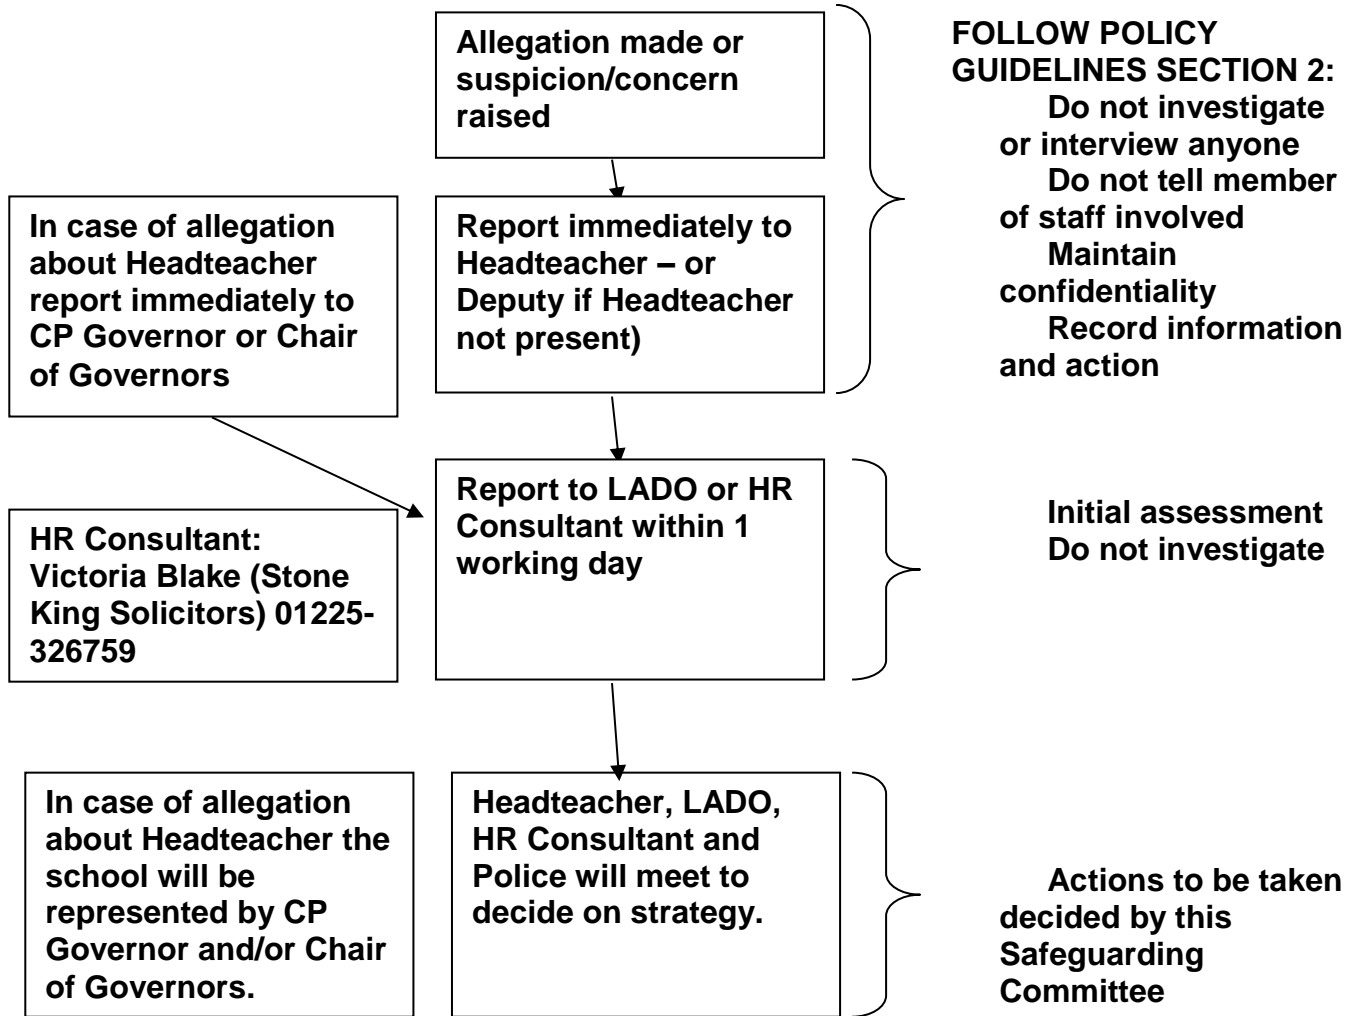 Allegation made or
suspicion/concern
raised
FOLLOW POLICY
GUIDELINES SECTION 2:
Do not investigate
or interview anyone
Do not tell member
of staff involved
Maintain
confidentiality
Record information
and action
In case of allegation
about Headteacher
report immediately to
CP Governor or Chair
of Governors
Report immediately to
Headteacher – or
Deputy if Headteacher
not present)
HR Consultant:
Victoria Blake (Stone
King Solicitors) 01225-
326759
Report to LADO or HR
Consultant within 1
working day
Initial assessment
Do not investigate
In case of allegation
about Headteacher the
school will be
represented by CP
Governor and/or Chair
of Governors.
Headteacher, LADO,
HR Consultant and
Police will meet to
decide on strategy.
Actions to be taken
decided by this
Safeguarding
Committee